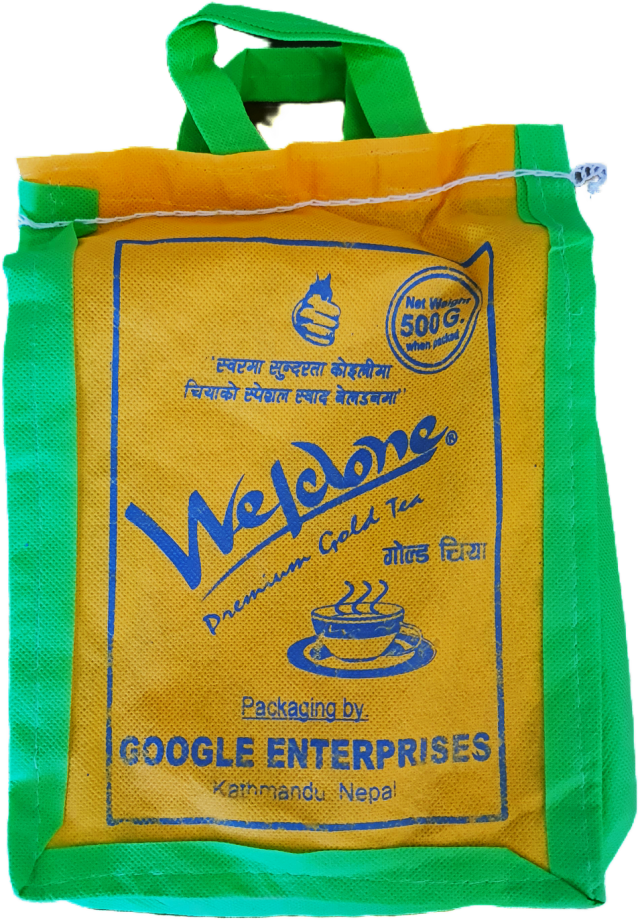 Net Weight
500 G.
when packed
"स्वरमा सुन्दरता कोइलीमा
चियाको स्पेशल स्वाद वेलडनमा"
Weldone®
Premium Gold Tea
गोल्ड चिया
Packaging by:
GOOGLE ENTERPRISES
Kathmandu, Nepal